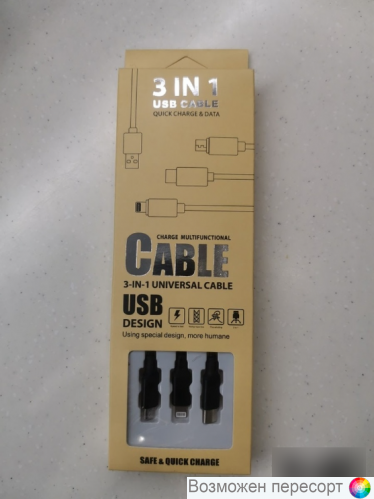 3 IN 1
USB CABLE
QUICK CHARGE & DATA
CHARGE MULTIFUNCTIONAL
CABLE
3-IN-1 UNIVERSAL CABLE
USB
DESIGN
Using special design, more humane
SAFE & QUICK CHARGE
Возможен пересорт